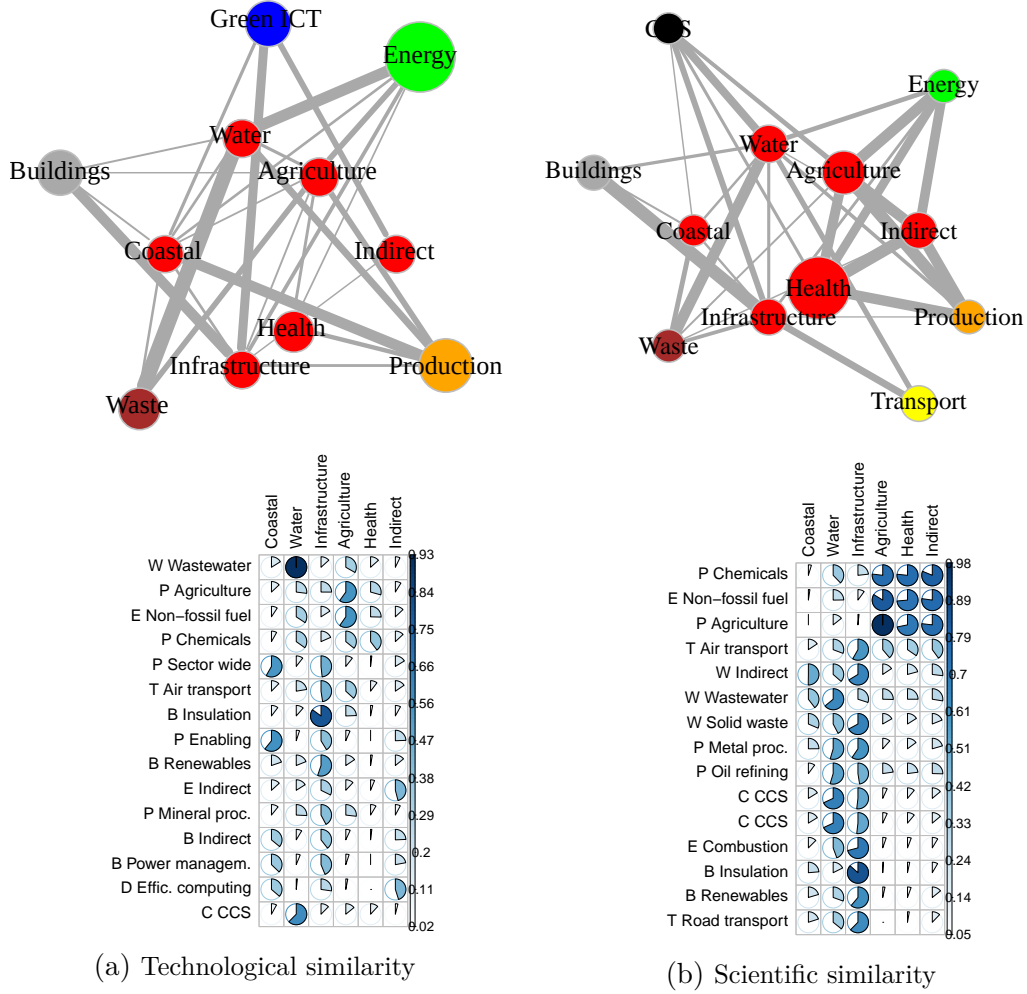 Green ICT
Energy
Water
Buildings
Agriculture
Coastal
Indirect
Health
Infrastructure
Production
Waste
Coastal
Water
Infrastructure
Agriculture
Health
Indirect
W Wastewater
P Agriculture
E Non−fossil fuel
P Chemicals
P Sector wide
T Air transport
B Insulation
P Enabling
B Renewables
E Indirect
P Mineral proc.
B Indirect
B Power managem.
D Effic. computing
C CCS
0.93
0.84
0.75
0.66
0.56
0.47
0.38
0.29
0.2
0.11
0.02
(a) Technological similarity
CCS
Energy
Water
Buildings
Agriculture
Coastal
Indirect
Health
Infrastructure
Production
Waste
Transport
Coastal
Water
Infrastructure
Agriculture
Health
Indirect
P Chemicals
E Non−fossil fuel
P Agriculture
T Air transport
W Indirect
W Wastewater
W Solid waste
P Metal proc.
P Oil refining
C CCS
C CCS
E Combustion
B Insulation
B Renewables
T Road transport
0.98
0.89
0.79
0.7
0.61
0.51
0.42
0.33
0.24
0.14
0.05
(b) Scientific similarity